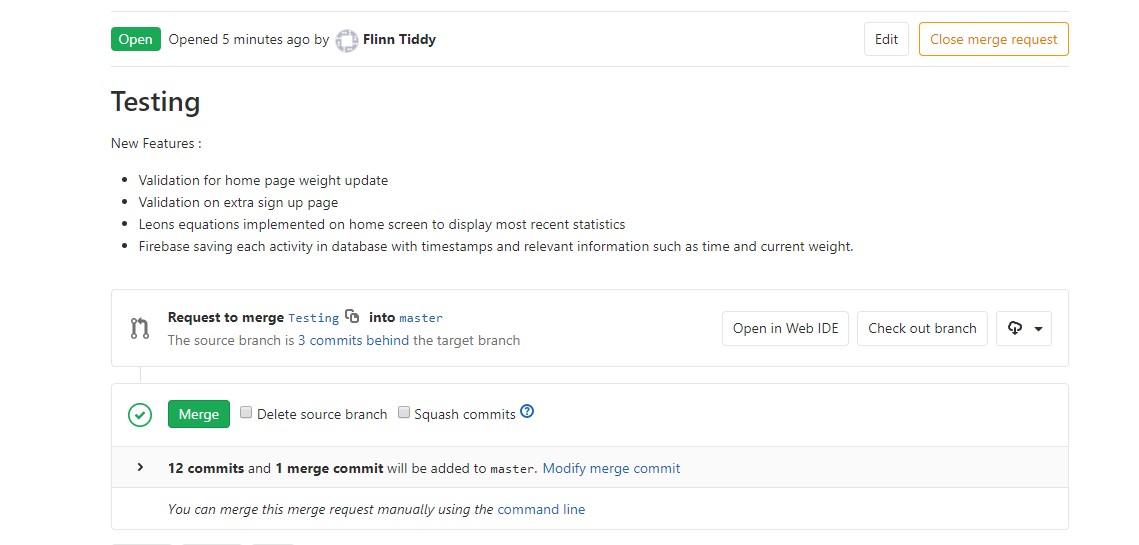 Open Opened 5 minutes ago by Flinn Tiddy Edit Close merge request
Testing
New Features :
Validation for home page weight update
Validation on extra sign up page
Leons equations implemented on home screen to display most recent statistics
Firebase saving each activity in database with timestamps and relevant information such as time and current weight.
Request to merge Testing into master Open in Web IDE Check out branch
The source branch is 3 commits behind the target branch
Merge Delete source branch Squash commits ?
12 commits and 1 merge commit will be added to master. Modify merge commit
You can merge this merge request manually using the command line